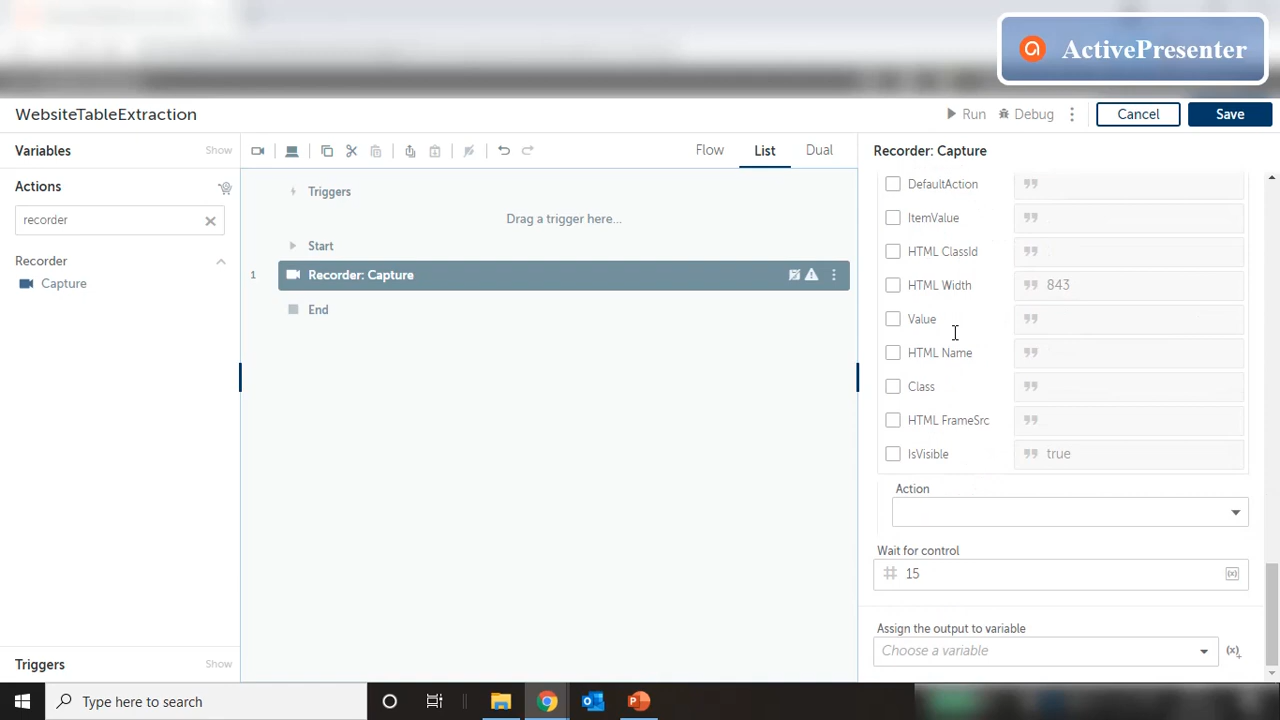 ActivePresenter
WebsiteTableExtraction
Run
Debug
Cancel
Save
Variables
Show
Flow
List
Dual
Recorder: Capture
Actions
recorder
Recorder
Capture
Triggers
Drag a trigger here...
Start
1
Recorder: Capture
End
DefaultAction
ItemValue
HTML ClassId
HTML Width
843
Value
HTML Name
Class
HTML FrameSrc
IsVisible
true
Action
Wait for control
15
Assign the output to variable
Choose a variable
Triggers
Show
Type here to search